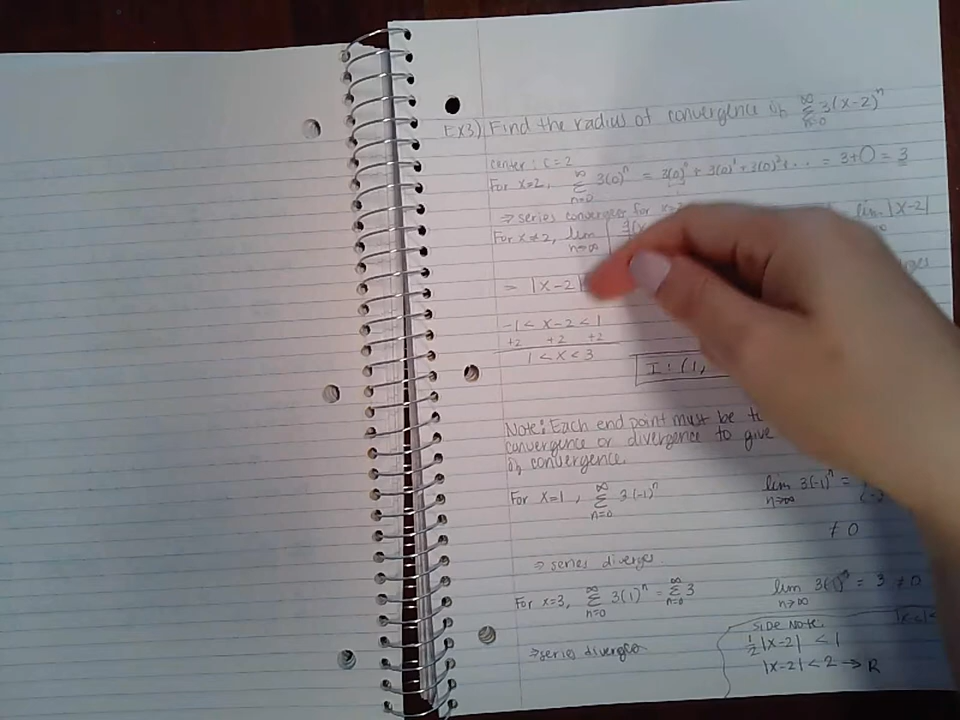 EX3) Find the radius of convergence of ∞ Σ n=0 3(x-2)^n
center: c=2
For x=2, ∞ Σ n=0 3(0)^n = 3(0)^0 + 3(0)^1 + 3(0)^2 + ... = 3+0 = 3
⇒ series converges for x=2
For x≠2, lim n→∞ = lim |x-2|
= |x-2|
-1 < x-2 < 1
+2 +2 +2
1 < x < 3
I: (1,
Note: Each end point must be
convergence or divergence to give
of convergence.
For x=1, ∞ Σ n=0 3(-1)^n lim n→∞ 3(-1)^n =
≠ 0
⇒ series diverges.
For x=3, ∞ Σ n=0 3(1)^n = ∞ Σ n=0 3 lim n→∞ 3(1)^n = 3 ≠ 0
⇒ series diverges
SIDE NOTE:
1/2 |x-2| < 1
|x-2| < 2 → R